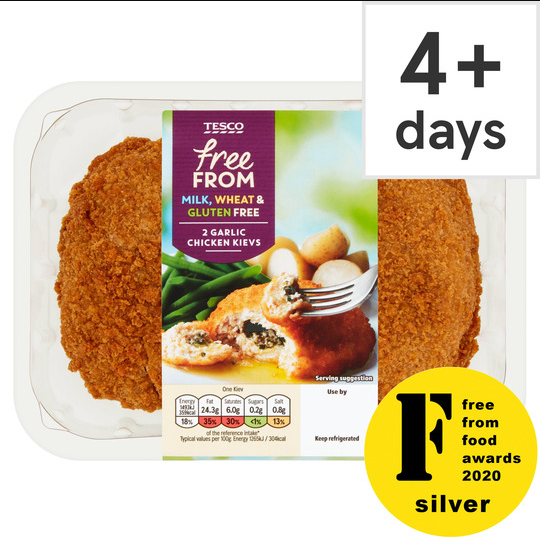 4+
days
TESCO
free
FROM
MILK, WHEAT &
GLUTEN FREE
2 GARLIC
CHICKEN KIEVS
Serving suggestion
One Kiev
Energy Fat Saturates Sugars Salt
1493kJ
359kcal 24.3g 6.0g 0.2g 0.8g
18% 35% 30% <1% 13%
of the reference intake*
Typical values per 100g: Energy 1265kJ / 304kcal
Use by
Keep refrigerated
F
free
from
food
awards
2020
silver